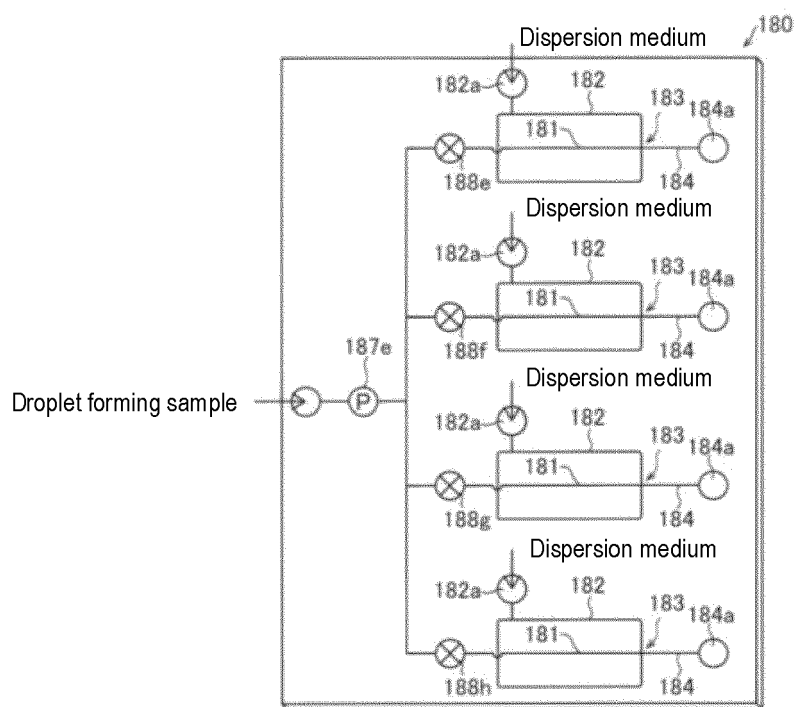 Dispersion medium
180
182a
182
183
184a
181
188e
184
Dispersion medium
182a
182
183
184a
181
188f
184
187e
P
Droplet forming sample
Dispersion medium
182a
182
183
184a
181
188g
184
Dispersion medium
182a
182
183
184a
181
188h
184